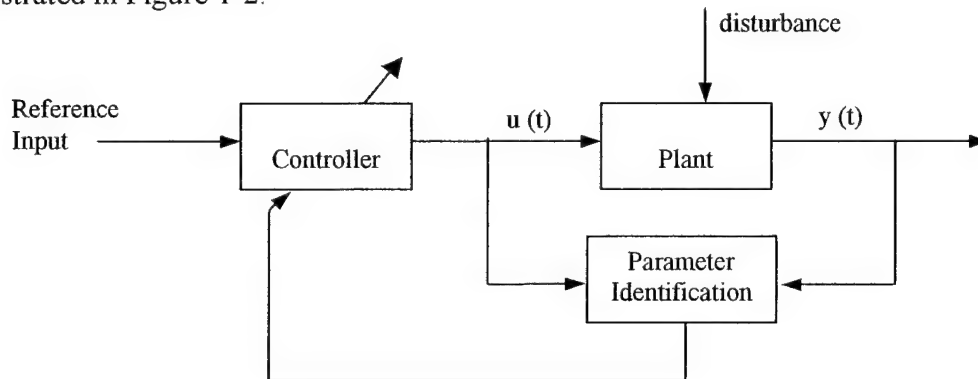 strated in Figure 1-2.
disturbance
Reference
Input
Controller
u (t)
Plant
y (t)
Parameter
Identification